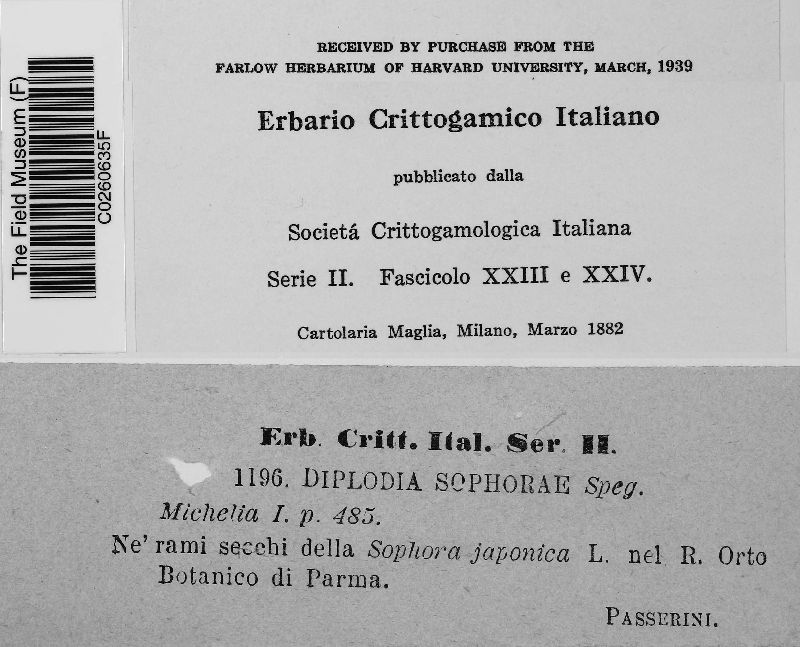 RECEIVED BY PURCHASE FROM THE
FARLOW HERBARIUM OF HARVARD UNIVERSITY, MARCH, 1939
Erbario Crittogamico Italiano
pubblicato dalla
Societá Crittogamologica Italiana
Serie II. Fascicolo XXIII e XXIV.
Cartolaria Maglia, Milano, Marzo 1882
The Field Museum (F)
C0260635F
Erb. Critt. Ital. Ser. II.
1196. DIPLODIA SOPHORAE Speg.
Michelia I. p. 485.
Ne' rami secchi della Sophora japonica L. nel R. Orto
Botanico di Parma.
PASSERINI.